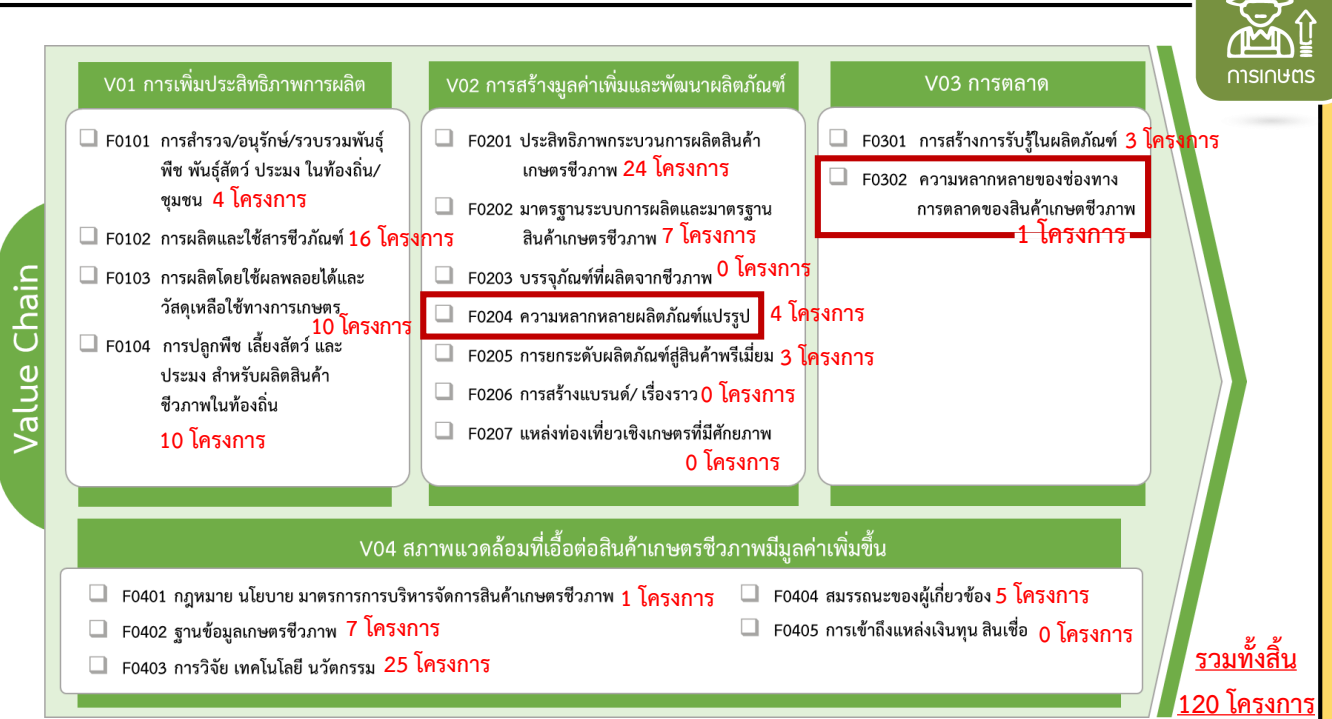 การเกษตร
Value Chain
V01 การเพิ่มประสิทธิภาพการผลิต
F0101 การสำรวจ/อนุรักษ์/รวบรวมพันธุ์
พืช พันธุ์สัตว์ ประมง ในท้องถิ่น/
ชุมชน 4 โครงการ
F0102 การผลิตและใช้สารชีวภัณฑ์ 16 โครงการ
F0103 การผลิตโดยใช้ผลพลอยได้และ
วัสดุเหลือใช้ทางการเกษตร
10 โครงการ
F0104 การปลูกพืช เลี้ยงสัตว์ และ
ประมง สำหรับผลิตสินค้า
ชีวภาพในท้องถิ่น
10 โครงการ
V02 การสร้างมูลค่าเพิ่มและพัฒนาผลิตภัณฑ์
F0201 ประสิทธิภาพกระบวนการผลิตสินค้า
เกษตรชีวภาพ 24 โครงการ
F0202 มาตรฐานระบบการผลิตและมาตรฐาน
สินค้าเกษตรชีวภาพ 7 โครงการ
F0203 บรรจุภัณฑ์ที่ผลิตจากชีวภาพ 0 โครงการ
F0204 ความหลากหลายผลิตภัณฑ์แปรรูป 4 โครงการ
F0205 การยกระดับผลิตภัณฑ์สู่สินค้าพรีเมี่ยม 3 โครงการ
F0206 การสร้างแบรนด์/ เรื่องราว 0 โครงการ
F0207 แหล่งท่องเที่ยวเชิงเกษตรที่มีศักยภาพ
0 โครงการ
V03 การตลาด
F0301 การสร้างการรับรู้ในผลิตภัณฑ์ 3 โครงการ
F0302 ความหลากหลายของช่องทาง
การตลาดของสินค้าเกษตชีวภาพ
1 โครงการ
V04 สภาพแวดล้อมที่เอื้อต่อสินค้าเกษตรชีวภาพมีมูลค่าเพิ่มขึ้น
F0401 กฎหมาย นโยบาย มาตรการการบริหารจัดการสินค้าเกษตรชีวภาพ 1 โครงการ
F0402 ฐานข้อมูลเกษตรชีวภาพ 7 โครงการ
F0403 การวิจัย เทคโนโลยี นวัตกรรม 25 โครงการ
F0404 สมรรถนะของผู้เกี่ยวข้อง 5 โครงการ
F0405 การเข้าถึงแหล่งเงินทุน สินเชื่อ 0 โครงการ
รวมทั้งสิ้น
120 โครงการ